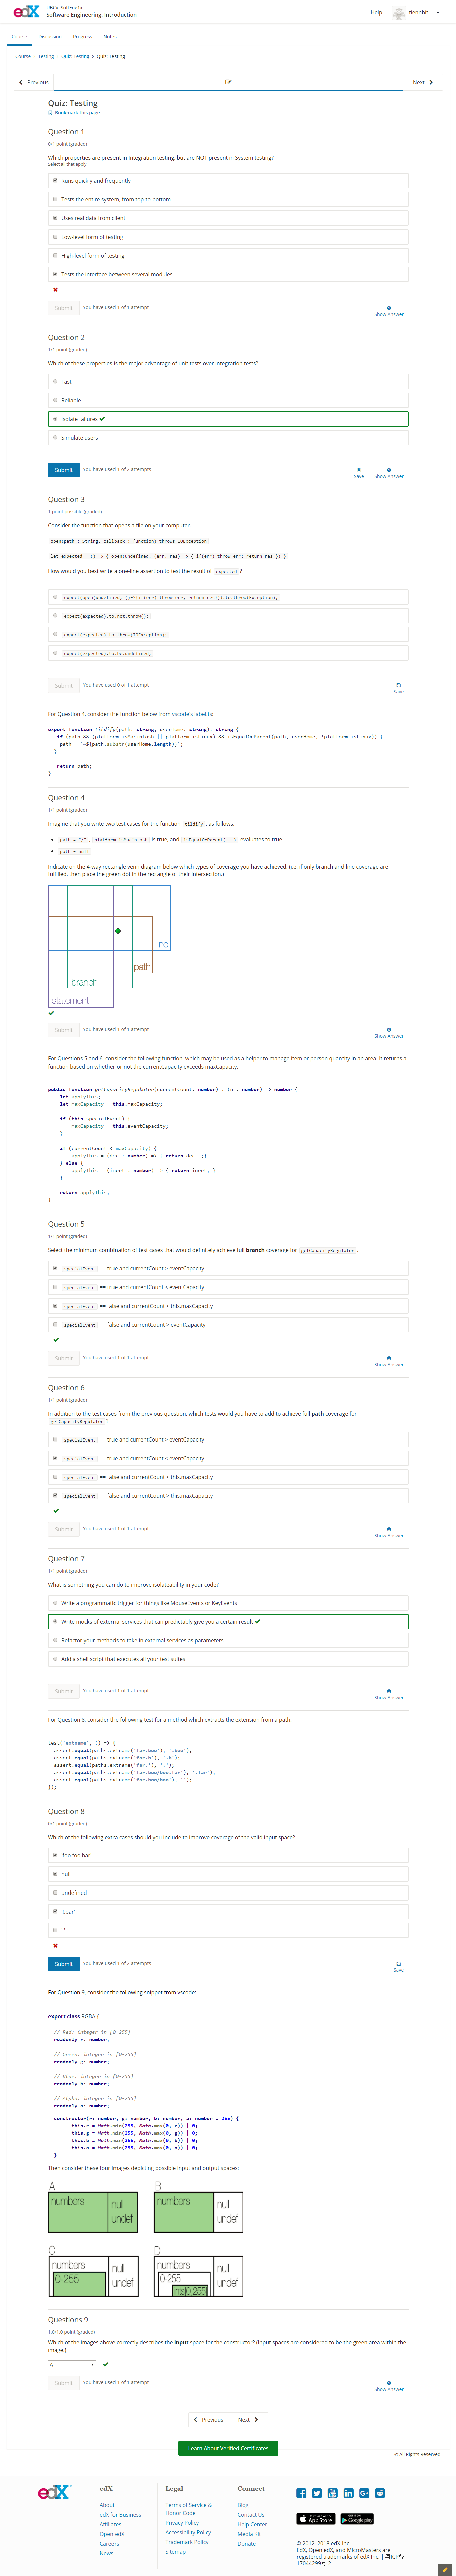 edX
UBCx: SoftEng1x
Software Engineering: Introduction
Help
tiennbit
Course
Discussion
Progress
Notes
Course > Testing > Quiz: Testing > Quiz: Testing
Previous
Next
Quiz: Testing
Bookmark this page
Question 1
0/1 point (graded)
Which properties are present in integration testing, but are NOT present in System testing?
Select all that apply.
Runs quickly and frequently
Tests the entire system, from top-to-bottom
Uses real data from client
Low-level form of testing
High-level form of testing
Tests the interface between several modules
Submit
You have used 1 of 1 attempt
Show Answer
Question 2
1/1 point (graded)
Which of these properties is the major advantage of unit tests over integration tests?
Fast
Reliable
Isolate failures
Simulate users
Submit
You have used 1 of 2 attempts
Save
Show Answer
Question 3
1 point possible (graded)
Consider the function that opens a file on your computer.
open(path : String, callback : function) throws IOException
let expected = () => { open(undefined, (err, res) => { if(err) throw err; return res }) }
How would you best write a one-line assertion to test the result of expected ?
expect(open(undefined, ()=>{if(err) throw err; return res})).to.throw(Exception);
expect(expected).to.not.throw();
expect(expected).to.throw(IOException);
expect(expected).to.be.undefined;
Submit
You have used 0 of 1 attempt
Save
For Question 4, consider the function below from vscode's label.ts:
export function tildify(path: string, userHome: string): string {
if (path && (platform.isMacintosh || platform.isLinux) && isEqualOrParent(path, userHome, !platform.isLinux)) {
path = `~${path.substr(userHome.length)}`;
}
return path;
}
Question 4
1/1 point (graded)
Imagine that you write two test cases for the function tildify , as follows:
path = "/" , platform.isMacintosh is true, and isEqualOrParent(...) evaluates to true
path = null
Indicate on the 4-way rectangle venn diagram below which types of coverage you have achieved. (i.e. if only branch and line coverage are
fulfilled, then place the green dot in the rectangle of their intersection.)
line
path
branch
statement
Submit
You have used 1 of 1 attempt
Show Answer
For Questions 5 and 6, consider the following function, which may be used as a helper to manage item or person quantity in an area. It returns a
function based on whether or not the currentCapacity exceeds maxCapacity.
public function getCapacityRegulator(currentCount: number) : (n : number) => number {
let applyThis;
let maxCapacity = this.maxCapacity;
if (this.specialEvent) {
maxCapacity = this.eventCapacity;
}
if (currentCount < maxCapacity) {
applyThis = (dec : number) => { return dec--;}
} else {
applyThis = (inert : number) => { return inert; }
}
return applyThis;
}
Question 5
1/1 point (graded)
Select the minimum combination of test cases that would definitely achieve full branch coverage for getCapacityRegulator .
specialEvent == true and currentCount > eventCapacity
specialEvent == true and currentCount < eventCapacity
specialEvent == false and currentCount < this.maxCapacity
specialEvent == false and currentCount > eventCapacity
Submit
You have used 1 of 1 attempt
Show Answer
Question 6
1/1 point (graded)
In addition to the test cases from the previous question, which tests would you have to add to achieve full path coverage for
getCapacityRegulator ?
specialEvent == true and currentCount > eventCapacity
specialEvent == true and currentCount < eventCapacity
specialEvent == false and currentCount < this.maxCapacity
specialEvent == false and currentCount > this.maxCapacity
Submit
You have used 1 of 1 attempt
Show Answer
Question 7
1/1 point (graded)
What is something you can do to improve isolateability in your code?
Write a programmatic trigger for things like MouseEvents or KeyEvents
Write mocks of external services that can predictably give you a certain result
Refactor your methods to take in external services as parameters
Add a shell script that executes all your test suites
Submit
You have used 1 of 1 attempt
Show Answer
For Question 8, consider the following test for a method which extracts the extension from a path.
test('extname', () => {
assert.equal(paths.extname('far.boo'), '.boo');
assert.equal(paths.extname('far.b'), '.b');
assert.equal(paths.extname('far.'), '.');
assert.equal(paths.extname('far.boo/boo.far'), '.far');
assert.equal(paths.extname('far.boo/boo'), '');
});
Question 8
0/1 point (graded)
Which of the following extra cases should you include to improve coverage of the valid input space?
'foo.foo.bar'
null
undefined
'!.bar'
' '
Submit
You have used 1 of 2 attempts
Save
For Question 9, consider the following snippet from vscode:
export class RGBA {
// Red: integer in [0-255]
readonly r: number;
// Green: integer in [0-255]
readonly g: number;
// Blue: integer in [0-255]
readonly b: number;
// Alpha: integer in [0-255]
readonly a: number;
constructor(r: number, g: number, b: number, a: number = 255) {
this.r = Math.min(255, Math.max(0, r)) | 0;
this.g = Math.min(255, Math.max(0, g)) | 0;
this.b = Math.min(255, Math.max(0, b)) | 0;
this.a = Math.min(255, Math.max(0, a)) | 0;
}
Then consider these four images depicting possible input and output spaces:
A
numbers
null
undef
B
numbers
null
undef
C
numbers
0-255
null
undef
D
numbers
0-255
ints[0,255]
null
undef
Questions 9
1.0/1.0 point (graded)
Which of the images above correctly describes the input space for the constructor? (Input spaces are considered to be the green area within the
image.)
A
Submit
You have used 1 of 1 attempt
Show Answer
Previous
Next
Learn About Verified Certificates
© All Rights Reserved
edX
edX
About
edX for Business
Affiliates
Open edX
Careers
News
Legal
Terms of Service &
Honor Code
Privacy Policy
Accessibility Policy
Trademark Policy
Sitemap
Connect
Blog
Contact Us
Help Center
Media Kit
Donate
App Store
Google play
© 2012–2018 edX Inc.
EdX, Open edX, and MicroMasters are
registered trademarks of edX Inc. | 粤ICP备
17044299号-2